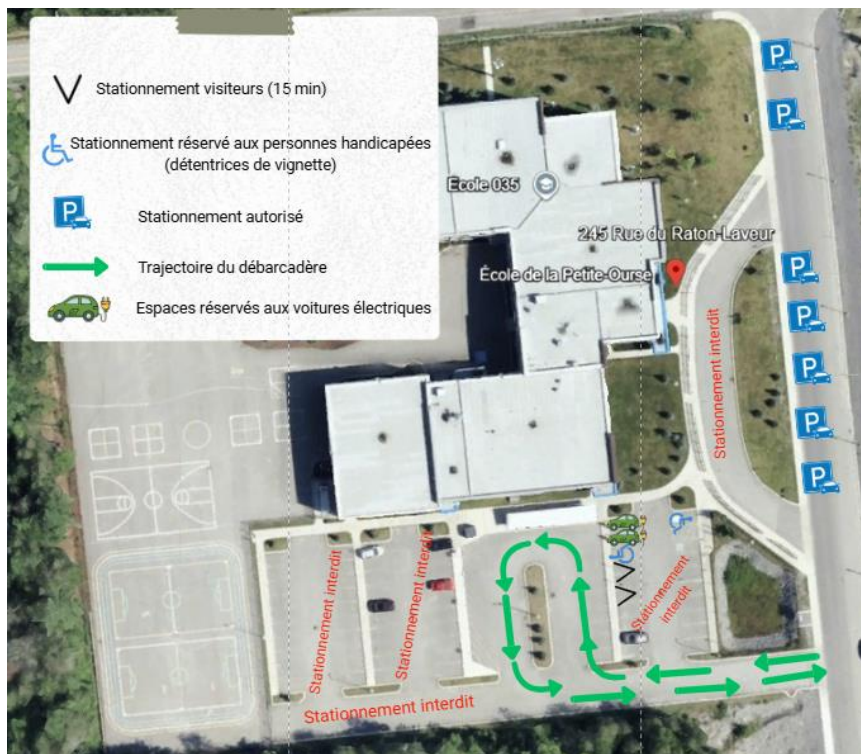 Stationnement visiteurs (15 min)
Stationnement réservé aux personnes handicapées
(détentrices de vignette)
P
Stationnement autorisé
Trajectoire du débarcadère
Espaces réservés aux voitures électriques
P
P
École 035
245 Rue du Raton-Laveur
École de la Petite-Ourse
P
P
P
P
P
Stationnement interdit
Stationnement interdit
Stationnement interdit
Stationnement
interdit
Stationnement interdit